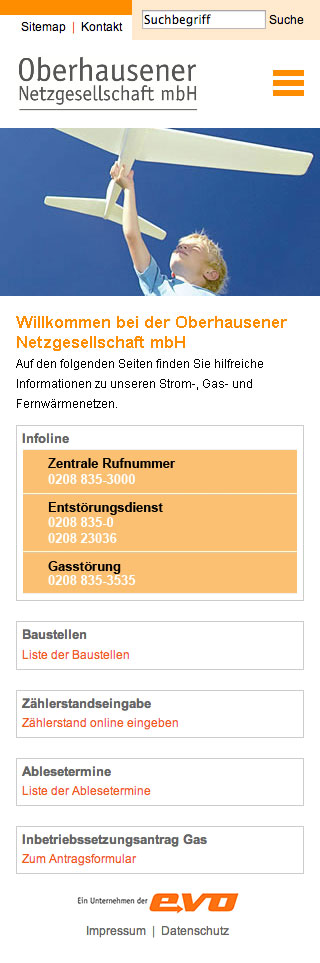 Sitemap | Kontakt
Suchbegriff Suche
Oberhausener
Netzgesellschaft mbH
Willkommen bei der Oberhausener
Netzgesellschaft mbH
Auf den folgenden Seiten finden Sie hilfreiche
Informationen zu unseren Strom-, Gas- und
Fernwärmenetzen.
Infoline
Zentrale Rufnummer
0208 835-3000
Entstörungsdienst
0208 835-0
0208 23036
Gasstörung
0208 835-3535
Baustellen
Liste der Baustellen
Zählerstandseingabe
Zählerstand online eingeben
Ablesetermine
Liste der Ablesetermine
Inbetriebssetzungsantrag Gas
Zum Antragsformular
Ein Unternehmen der evo
Impressum | Datenschutz